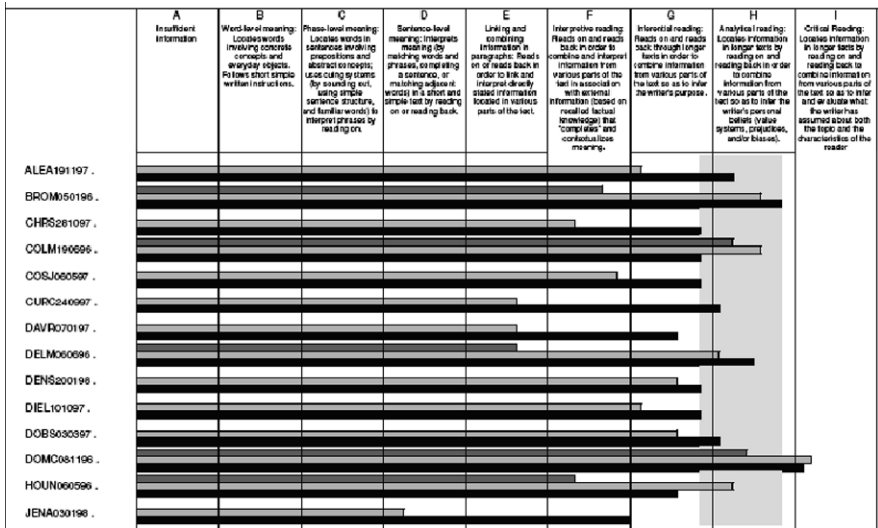 A
Insufficient
Information
B
Word-level meaning:
Locates words
involving concrete
concepts and
everyday objects.
Follows short simple
written instructions.
C
Phase-level meaning:
Locates words in
sentences involving
prepositions and
abstract concepts;
uses cuing systems
(by sounding out,
using simple
sentence structure,
and familiar words) to
interpret phrases by
reading on.
D
Sentence-level
meaning: Interprets
meaning (by
matching words and
phrases, completing
a sentence, or
matching adjacent
words) in a short and
simple text by reading
on or reading back.
E
Linking and
combining
information in
paragraphs: Reads
on or reads back in
order to link and
interpret directly
stated information
located in various
parts of the text.
F
Interpretive reading:
Reads on and reads
back in order to
combine and interpret
information from
various parts of the
text in association
with external
information (based on
recalled factual
knowledge) that
"completes" and
contextualizes
meaning.
G
Inferential reading:
Reads on and reads
back through longer
texts in order to
combine information
from various parts of
the text so as to infer
the writer's purpose.
H
Analytical reading:
Locates information
in longer texts by
reading on and
reading back in order
to combine
information from
various parts of the
text so as to infer the
writer's personal
beliefs (value
systems, prejudices,
and/or biases).
I
Critical Reading:
Locates information
in longer texts by
reading on and
reading back to
combine information
from various parts of
the text so as to infer
and evaluate what
the writer has
assumed about both
the topic and the
characteristics of the
reader
ALEA191197 .
BROM050196 .
CHRS281097 .
COLM190596 .
COSJ060597 .
CURC240997 .
DAVR070197 .
DELM060696 .
DENS200198 .
DIEL101097 .
DOBS030397 .
DOMC081196 .
HOUN060596 .
JENA030198 .